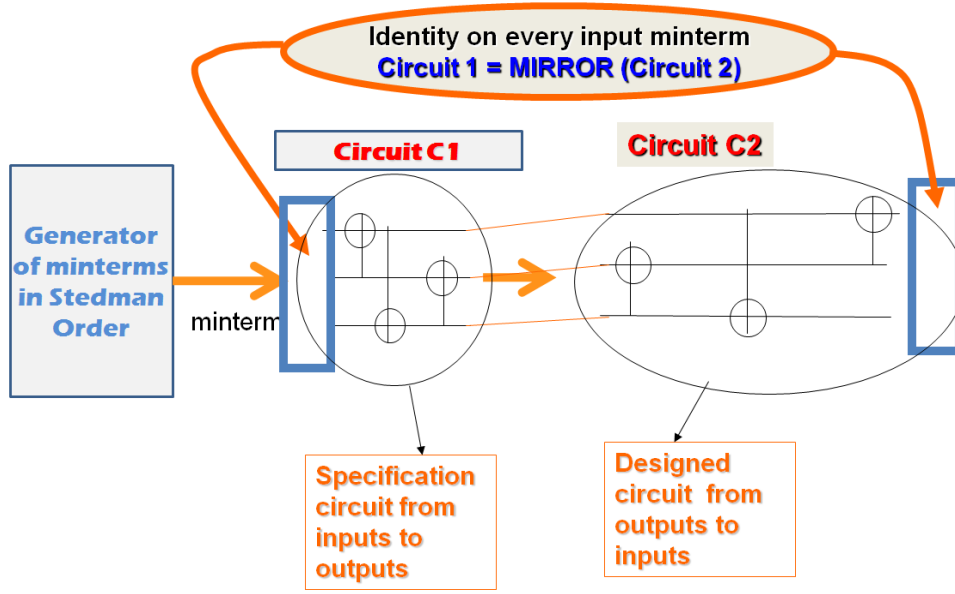 Identity on every input minterm
Circuit 1 = MIRROR (Circuit 2)
Circuit C1
Circuit C2
Generator
of minterms
in Stedman
Order
minterm
Specification
circuit from
inputs to
outputs
Designed
circuit from
outputs to
inputs